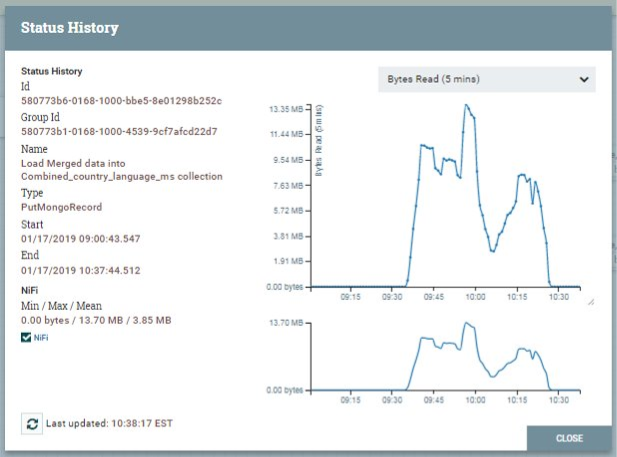 Status History
Status History
Id
580773b6-0168-1000-bbe5-8e01298b252c
Group Id
580773b1-0168-1000-4539-9cf7afcd22d7
Name
Load Merged data into
Combined_country_language_ms collection
Type
PutMongoRecord
Start
01/17/2019 09:00:43.547
End
01/17/2019 10:37:44.512
NiFi
Min / Max / Mean
0.00 bytes / 13.70 MB / 3.85 MB
NiFi
Last updated: 10:38:17 EST
Bytes Read (5 mins)
Bytes Read (5 mins)
13.35 MB
11.44 MB
9.54 MB
7.63 MB
5.72 MB
3.81 MB
1.91 MB
0.00 bytes
09:15 09:30 09:45 10:00 10:15 10:30
13.70 MB
0.00 bytes
09:15 09:30 09:45 10:00 10:15 10:30
CLOSE